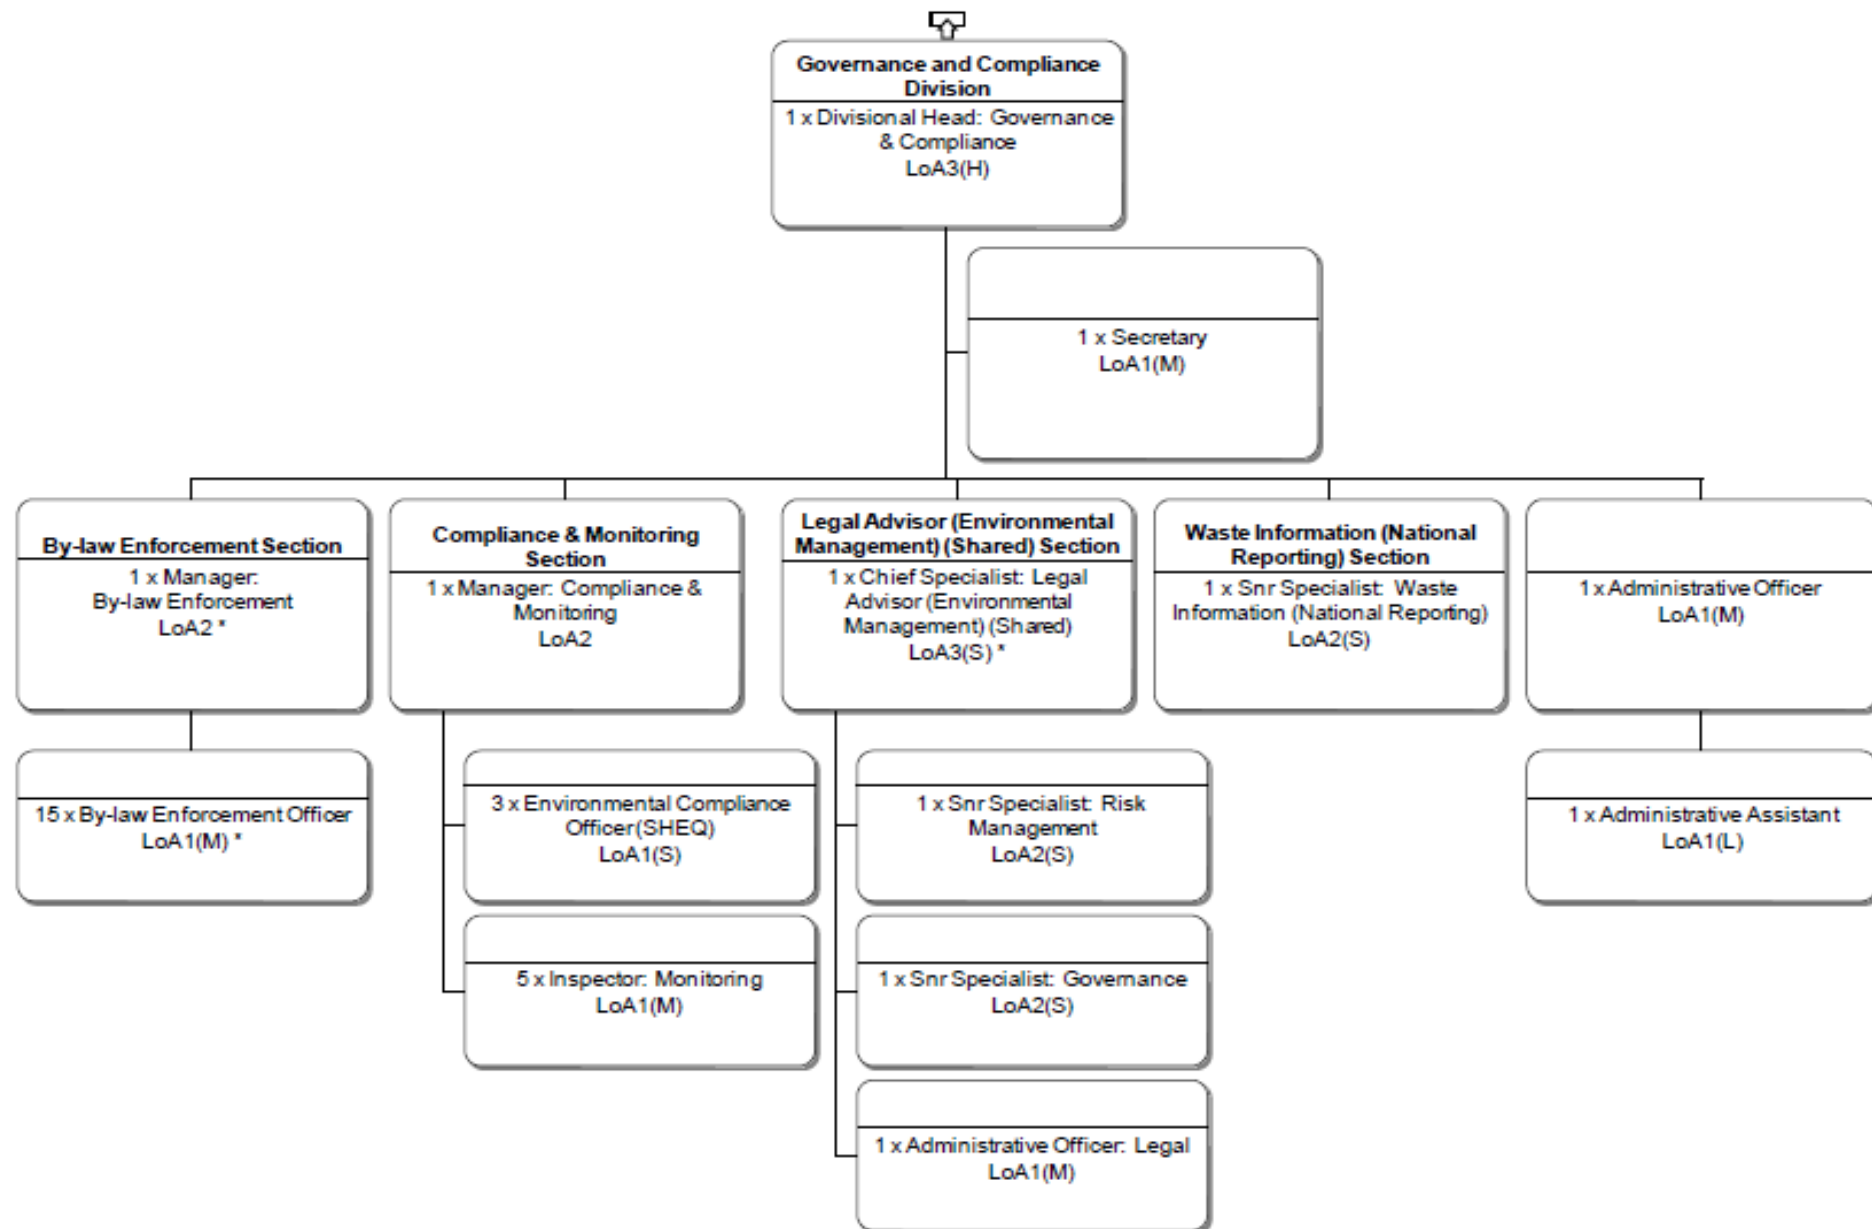 Governance and Compliance
Division
1 x Divisional Head: Governance
& Compliance
LoA3(H)
1 x Secretary
LoA1(M)
By-law Enforcement Section
1 x Manager:
By-law Enforcement
LoA2 *
Compliance & Monitoring
Section
1 x Manager: Compliance &
Monitoring
LoA2
Legal Advisor (Environmental
Management) (Shared) Section
1 x Chief Specialist: Legal
Advisor (Environmental
Management) (Shared)
LoA3(S) *
Waste Information (National
Reporting) Section
1 x Snr Specialist: Waste
Information (National Reporting)
LoA2(S)
1 x Administrative Officer
LoA1(M)
15 x By-law Enforcement Officer
LoA1(M) *
3 x Environmental Compliance
Officer (SHEQ)
LoA1(S)
5 x Inspector: Monitoring
LoA1(M)
1 x Snr Specialist: Risk
Management
LoA2(S)
1 x Snr Specialist: Governance
LoA2(S)
1 x Administrative Officer: Legal
LoA1(M)
1 x Administrative Assistant
LoA1(L)